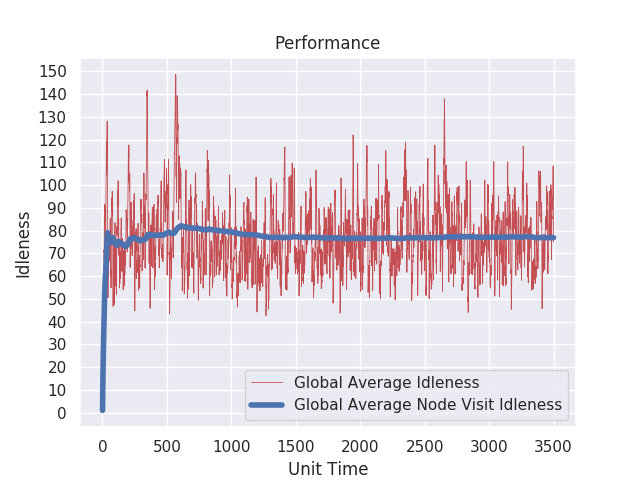 Performance
150
140
130
120
110
100
90
80
70
60
50
40
30
20
10
0
Idleness
Global Average Idleness
Global Average Node Visit Idleness
0 500 1000 1500 2000 2500 3000 3500
Unit Time